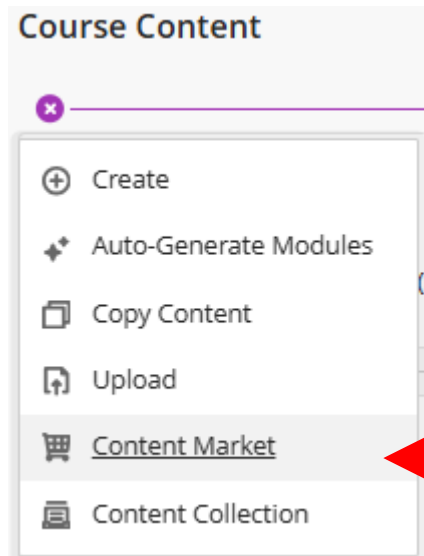 Course Content
Create
Auto-Generate Modules
Copy Content
Upload
Content Market
Content Collection